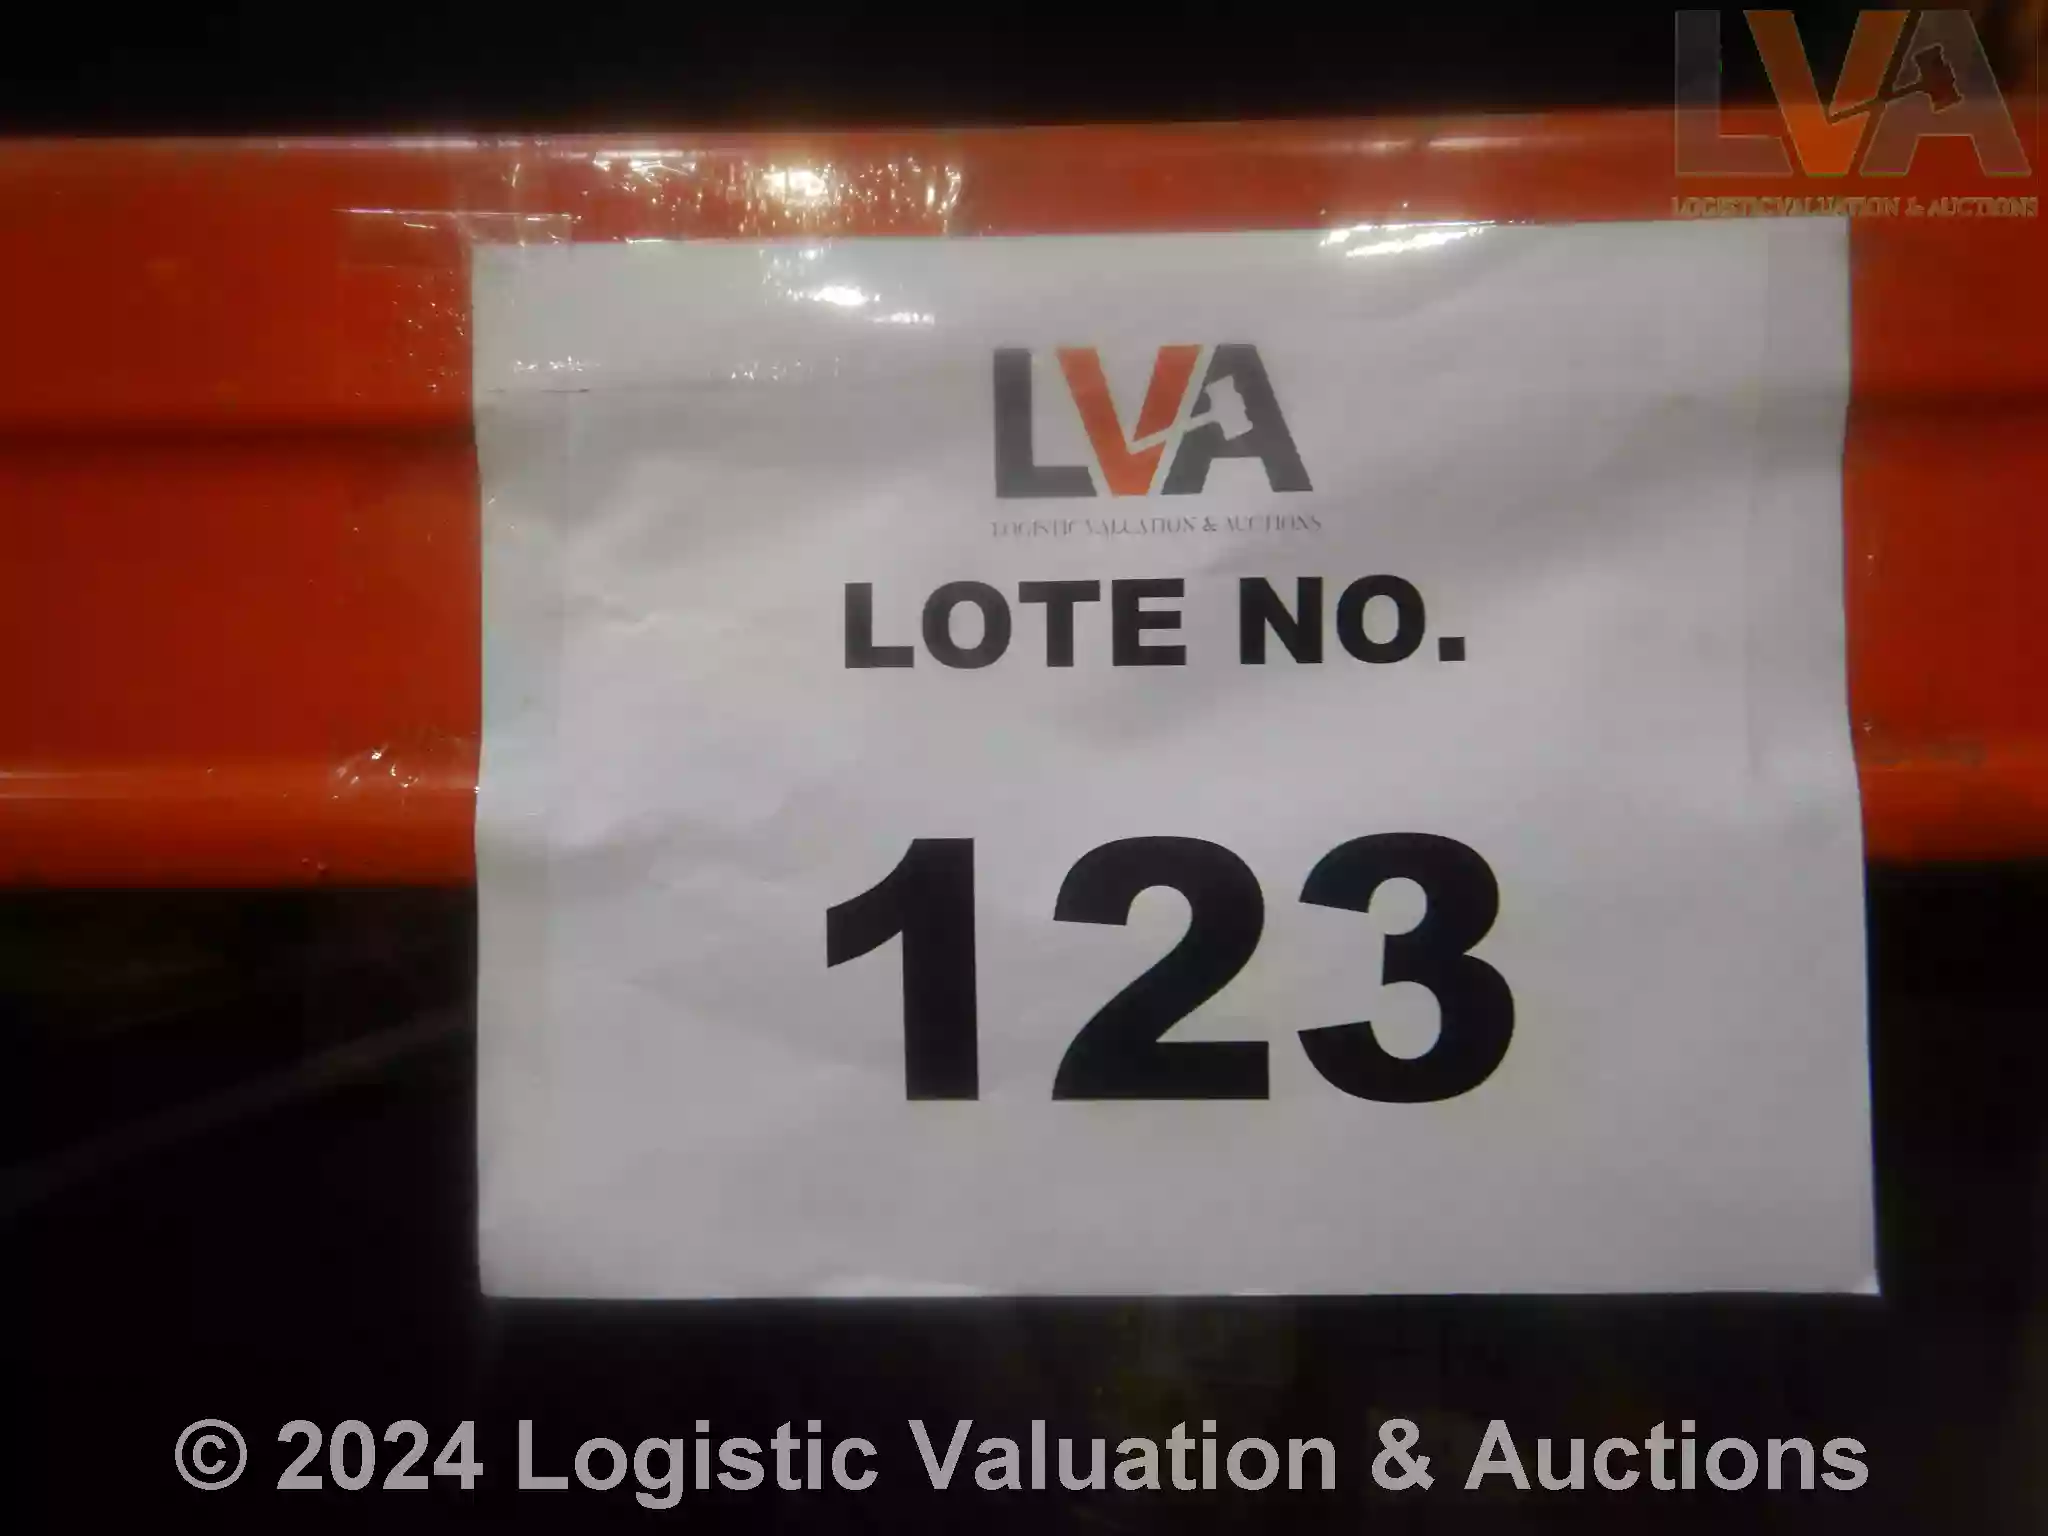 LVA
LOGISTIC VALUATION & AUCTIONS
LVA
LOGISTIC VALUATION & AUCTIONS
LOTE NO.
123
© 2024 Logistic Valuation & Auctions